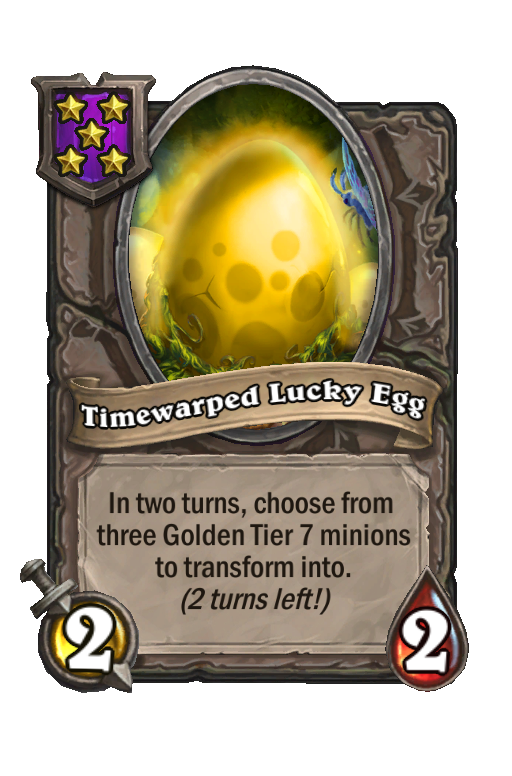 Timewarped Lucky Egg
In two turns, choose from
three Golden Tier 7 minions
to transform into.
(2 turns left!)
2
2